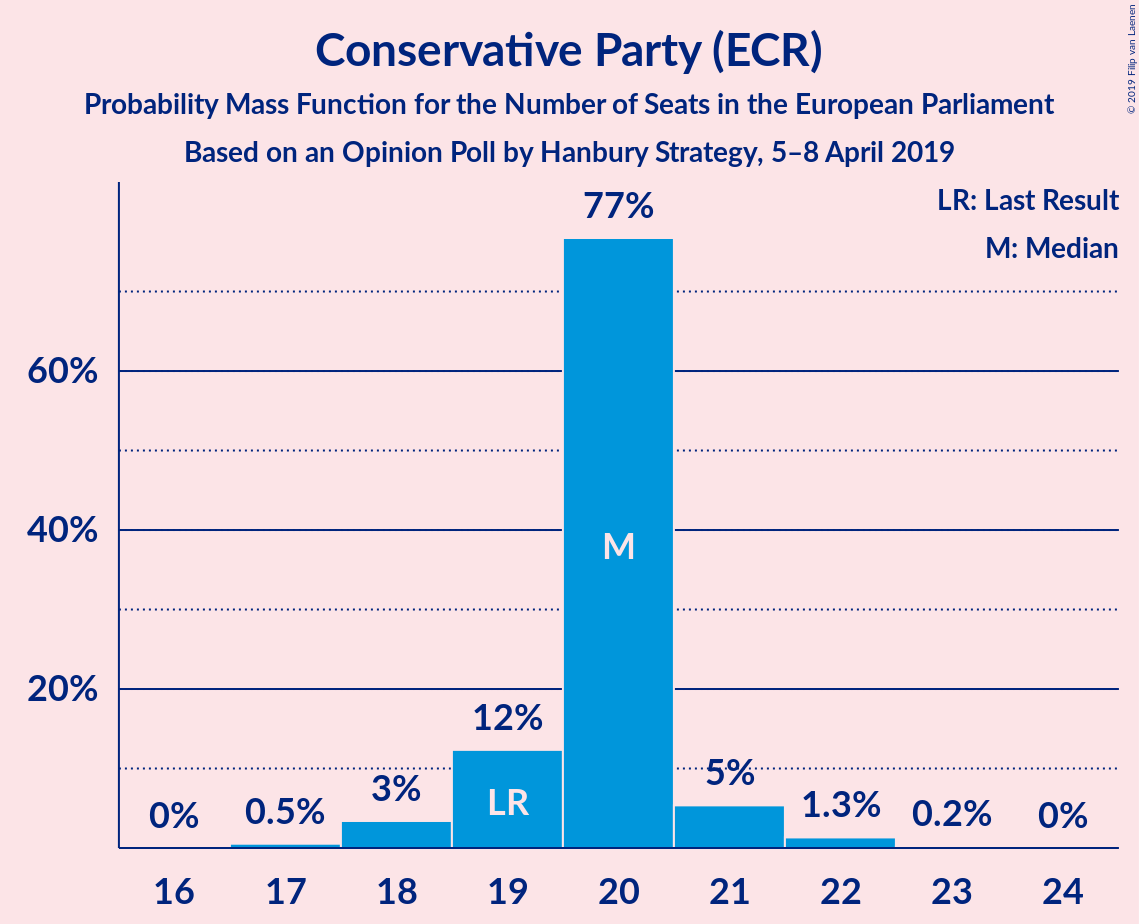 Conservative Party (ECR)
Probability Mass Function for the Number of Seats in the European Parliament
Based on an Opinion Poll by Hanbury Strategy, 5–8 April 2019
© 2019 Filip van Laenen
LR: Last Result
M: Median
77%
60%
40%
20%
M
12%
LR
0%
0.5%
3%
5%
1.3%
0.2%
0%
16 17 18 19 20 21 22 23 24